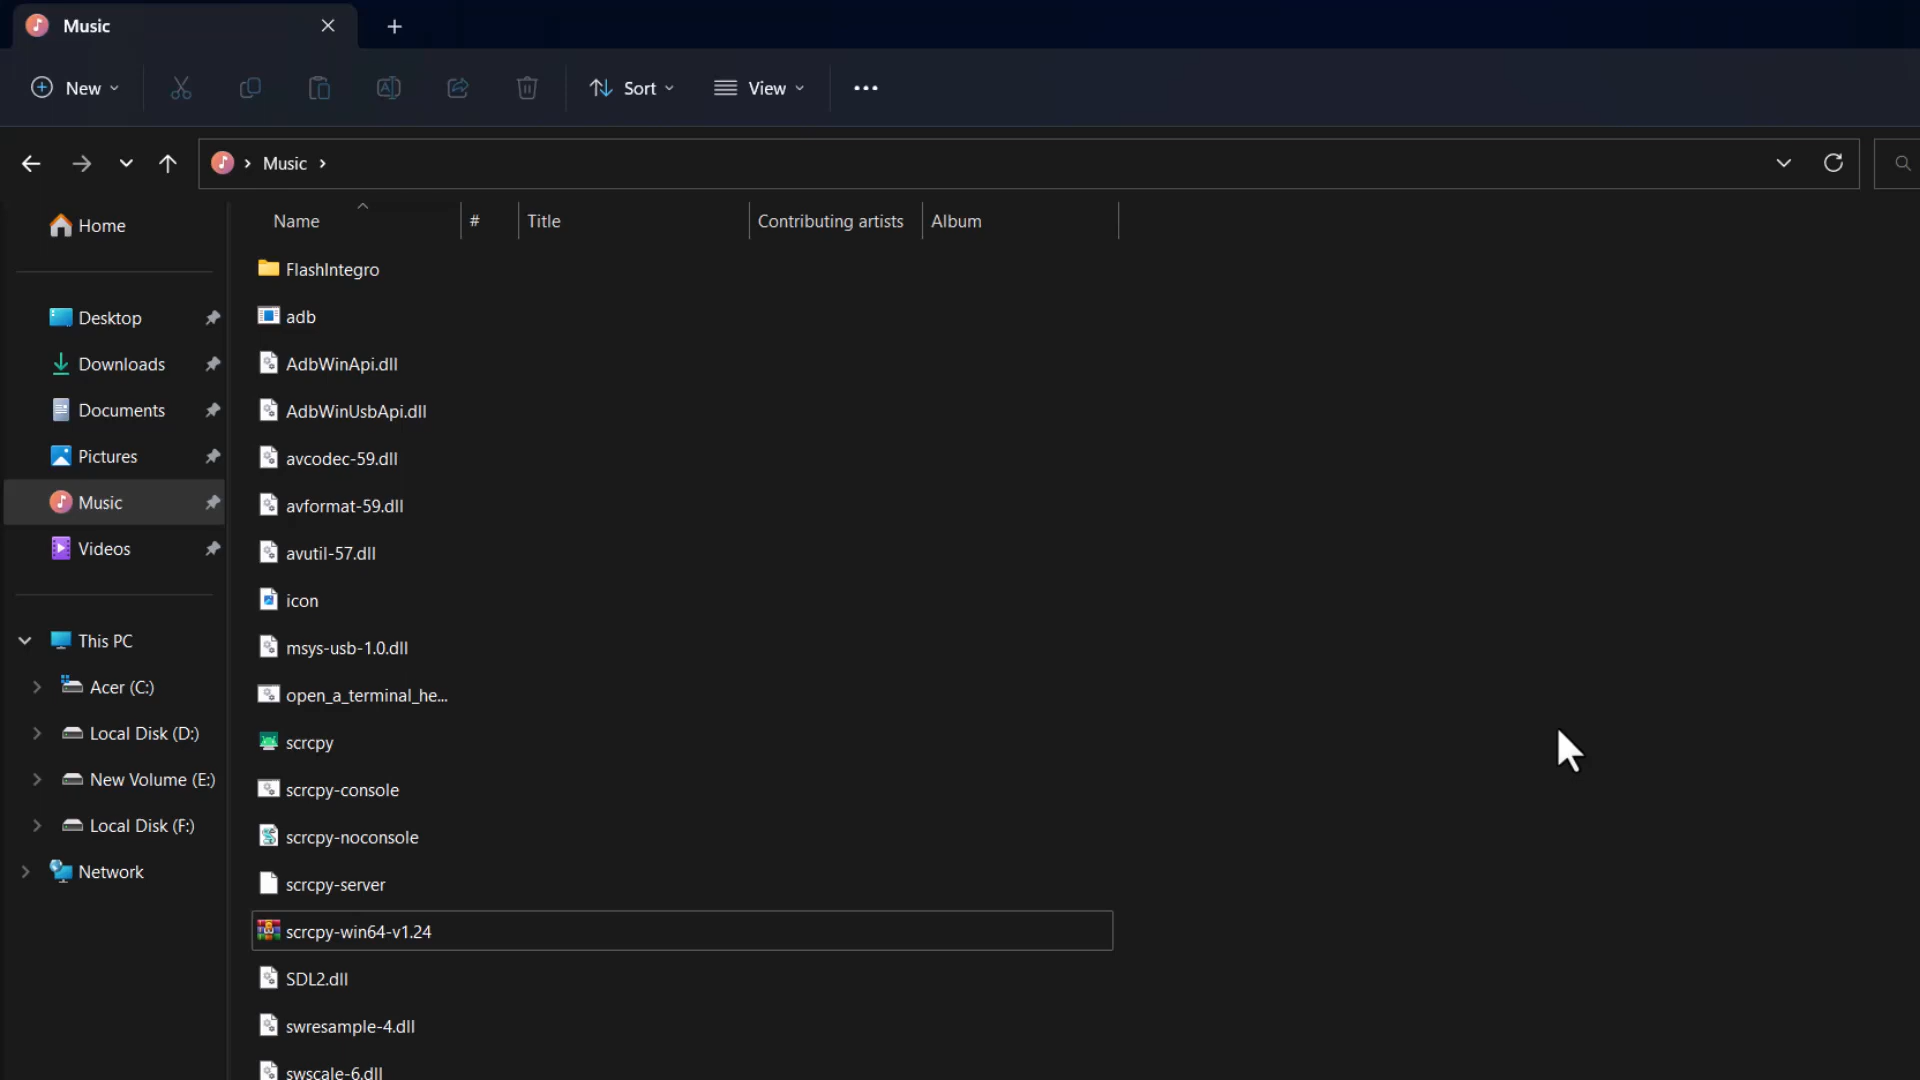 Music
New
Sort
View
Music
Name
#
Title
Contributing artists
Album
Home
Desktop
Downloads
Documents
Pictures
Music
Videos
This PC
Acer (C:)
Local Disk (D:)
New Volume (E:)
Local Disk (F:)
Network
FlashIntegro
adb
AdbWinApi.dll
AdbWinUsbApi.dll
avcodec-59.dll
avformat-59.dll
avutil-57.dll
icon
msys-usb-1.0.dll
open_a_terminal_he...
scrcpy
scrcpy-console
scrcpy-noconsole
scrcpy-server
scrcpy-win64-v1.24
SDL2.dll
swresample-4.dll
swscale-6.dll